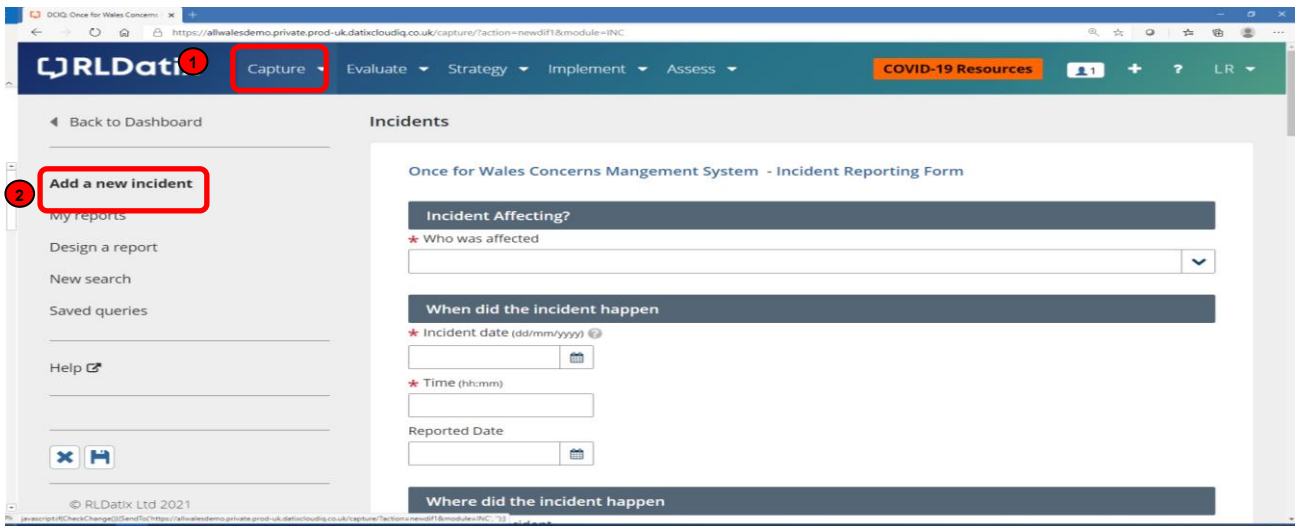 DCIQ: Once for Wales Concerns
https://allwalesdemo.private.prod-uk.datixcloudiq.co.uk/capture/?action=newdif1&module=INC
RLDati
1
Capture
Evaluate
Strategy
Implement
Assess
COVID-19 Resources
1
+
?
LR
Back to Dashboard
Incidents
2
Add a new incident
My reports
Design a report
New search
Saved queries
Help
© RLDatix Ltd 2021
Once for Wales Concerns Mangement System - Incident Reporting Form
Incident Affecting?
* Who was affected
When did the incident happen
* Incident date (dd/mm/yyyy) ?
* Time (hh:mm)
Reported Date
Where did the incident happen